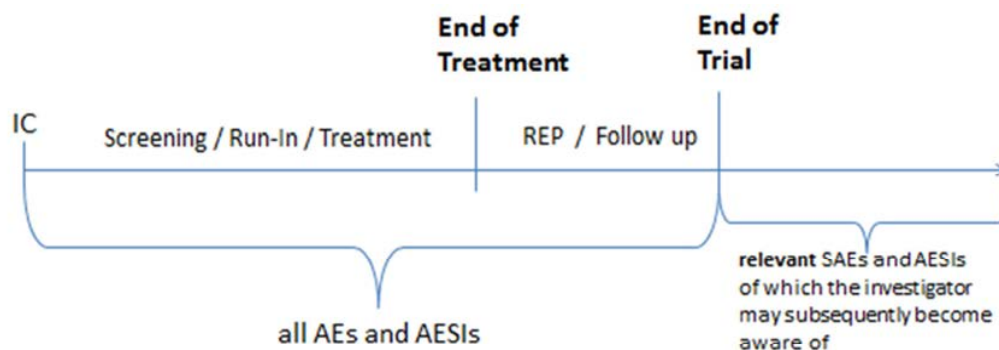 End of
Treatment
End of
Trial
IC
Screening / Run-In / Treatment
REP / Follow up
all AEs and AESIs
relevant SAEs and AESIs
of which the investigator
may subsequently become
aware of